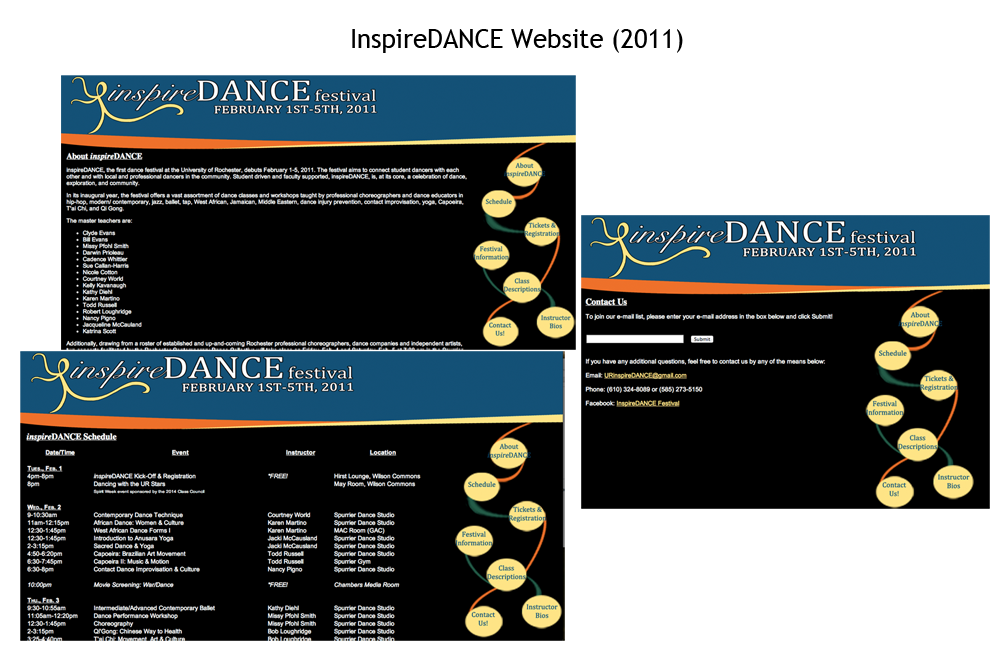 InspireDANCE Website (2011)
inspireDANCE festival
FEBRUARY 1ST-5TH, 2011
About inspireDANCE
inspireDANCE, the first dance festival at the University of Rochester, debuts February 1-5, 2011. The festival aims to connect student dancers with each
other and with local and professional dancers in the community. Student driven and faculty supported, inspireDANCE, is, at its core, a celebration of dance,
exploration, and community.
In its inaugural year, the festival offers a vast assortment of dance classes and workshops taught by professional choreographers and dance educators in
hip-hop, modern/ contemporary, jazz, ballet, tap, West African, Jamaican, Middle Eastern, dance injury prevention, contact improvisation, yoga, Capoeira,
T'ai Chi, and Qi Gong.
The master teachers are:
Clyde Evans
Bill Evans
Missy Pfohl Smith
Darwin Prioleau
Cadence Whittier
Sue Callan-Harris
Nicole Cotton
Courtney World
Kelly Kavanaugh
Kathy Diehl
Karen Martino
Todd Russell
Robert Loughridge
Nancy Pigno
Jacqueline McCauland
Katrina Scott
Additionally, drawing from a roster of established and up-and-coming Rochester professional choreographers, dance companies and independent artists,
About
inspireDANCE
Schedule
Tickets &
Registration
Festival
Information
Class
Descriptions
Instructor
Bios
Contact
Us!
inspireDANCE festival
FEBRUARY 1ST-5TH, 2011
Contact Us
To join our e-mail list, please enter your e-mail address in the box below and click Submit!
Submit
If you have any additional questions, feel free to contact us by any of the means below:
Email: URinspireDANCE@gmail.com
Phone: (610) 324-8089 or (585) 273-5150
Facebook: InspireDANCE Festival
About
inspireDANCE
Schedule
Tickets &
Registration
Festival
Information
Class
Descriptions
Instructor
Bios
Contact
Us!
inspireDANCE festival
FEBRUARY 1ST-5TH, 2011
inspireDANCE Schedule
Date/Time Event Instructor Location
Tues., Feb. 1
4pm-8pm inspireDANCE Kick-Off & Registration *FREE! Hirst Lounge, Wilson Commons
8pm Dancing with the UR Stars May Room, Wilson Commons
Spirit Week event sponsored by the 2014 Class Council
Wed., Feb. 2
9-10:30am Contemporary Dance Technique Courtney World Spurrier Dance Studio
11am-12:15pm African Dance: Women & Culture Karen Martino Spurrier Dance Studio
12:30-1:45pm West African Dance Forms I Karen Martino MAC Room (GAC)
12:30-1:45pm Introduction to Anusara Yoga Jacki McCausland Spurrier Dance Studio
2-3:15pm Sacred Dance & Yoga Jacki McCausland Spurrier Dance Studio
4:50-6:20pm Capoeira: Brazilian Art Movement Todd Russell Spurrier Dance Studio
6:30-7:45pm Capoeira II: Music & Motion Todd Russell Spurrier Gym
6:30-8pm Contact Dance Improvisation & Culture Nancy Pigno Spurrier Dance Studio
10:00pm Movie Screening: War/Dance *FREE! Chambers Media Room
Thu., Feb. 3
9:30-10:55am Intermediate/Advanced Contemporary Ballet Kathy Diehl Spurrier Dance Studio
11:05am-12:20pm Dance Performance Workshop Missy Pfohl Smith Spurrier Dance Studio
12:30-1:45pm Choreography Missy Pfohl Smith Spurrier Dance Studio
2-3:15pm Qi'Gong: Chinese Way to Health Bob Loughridge Spurrier Dance Studio
3:25-4:40pm T'ai Chi: Movement, Art & Culture Bob Loughridge Spurrier Dance Studio
About
inspireDANCE
Schedule
Tickets &
Registration
Festival
Information
Class
Descriptions
Instructor
Bios
Contact
Us!